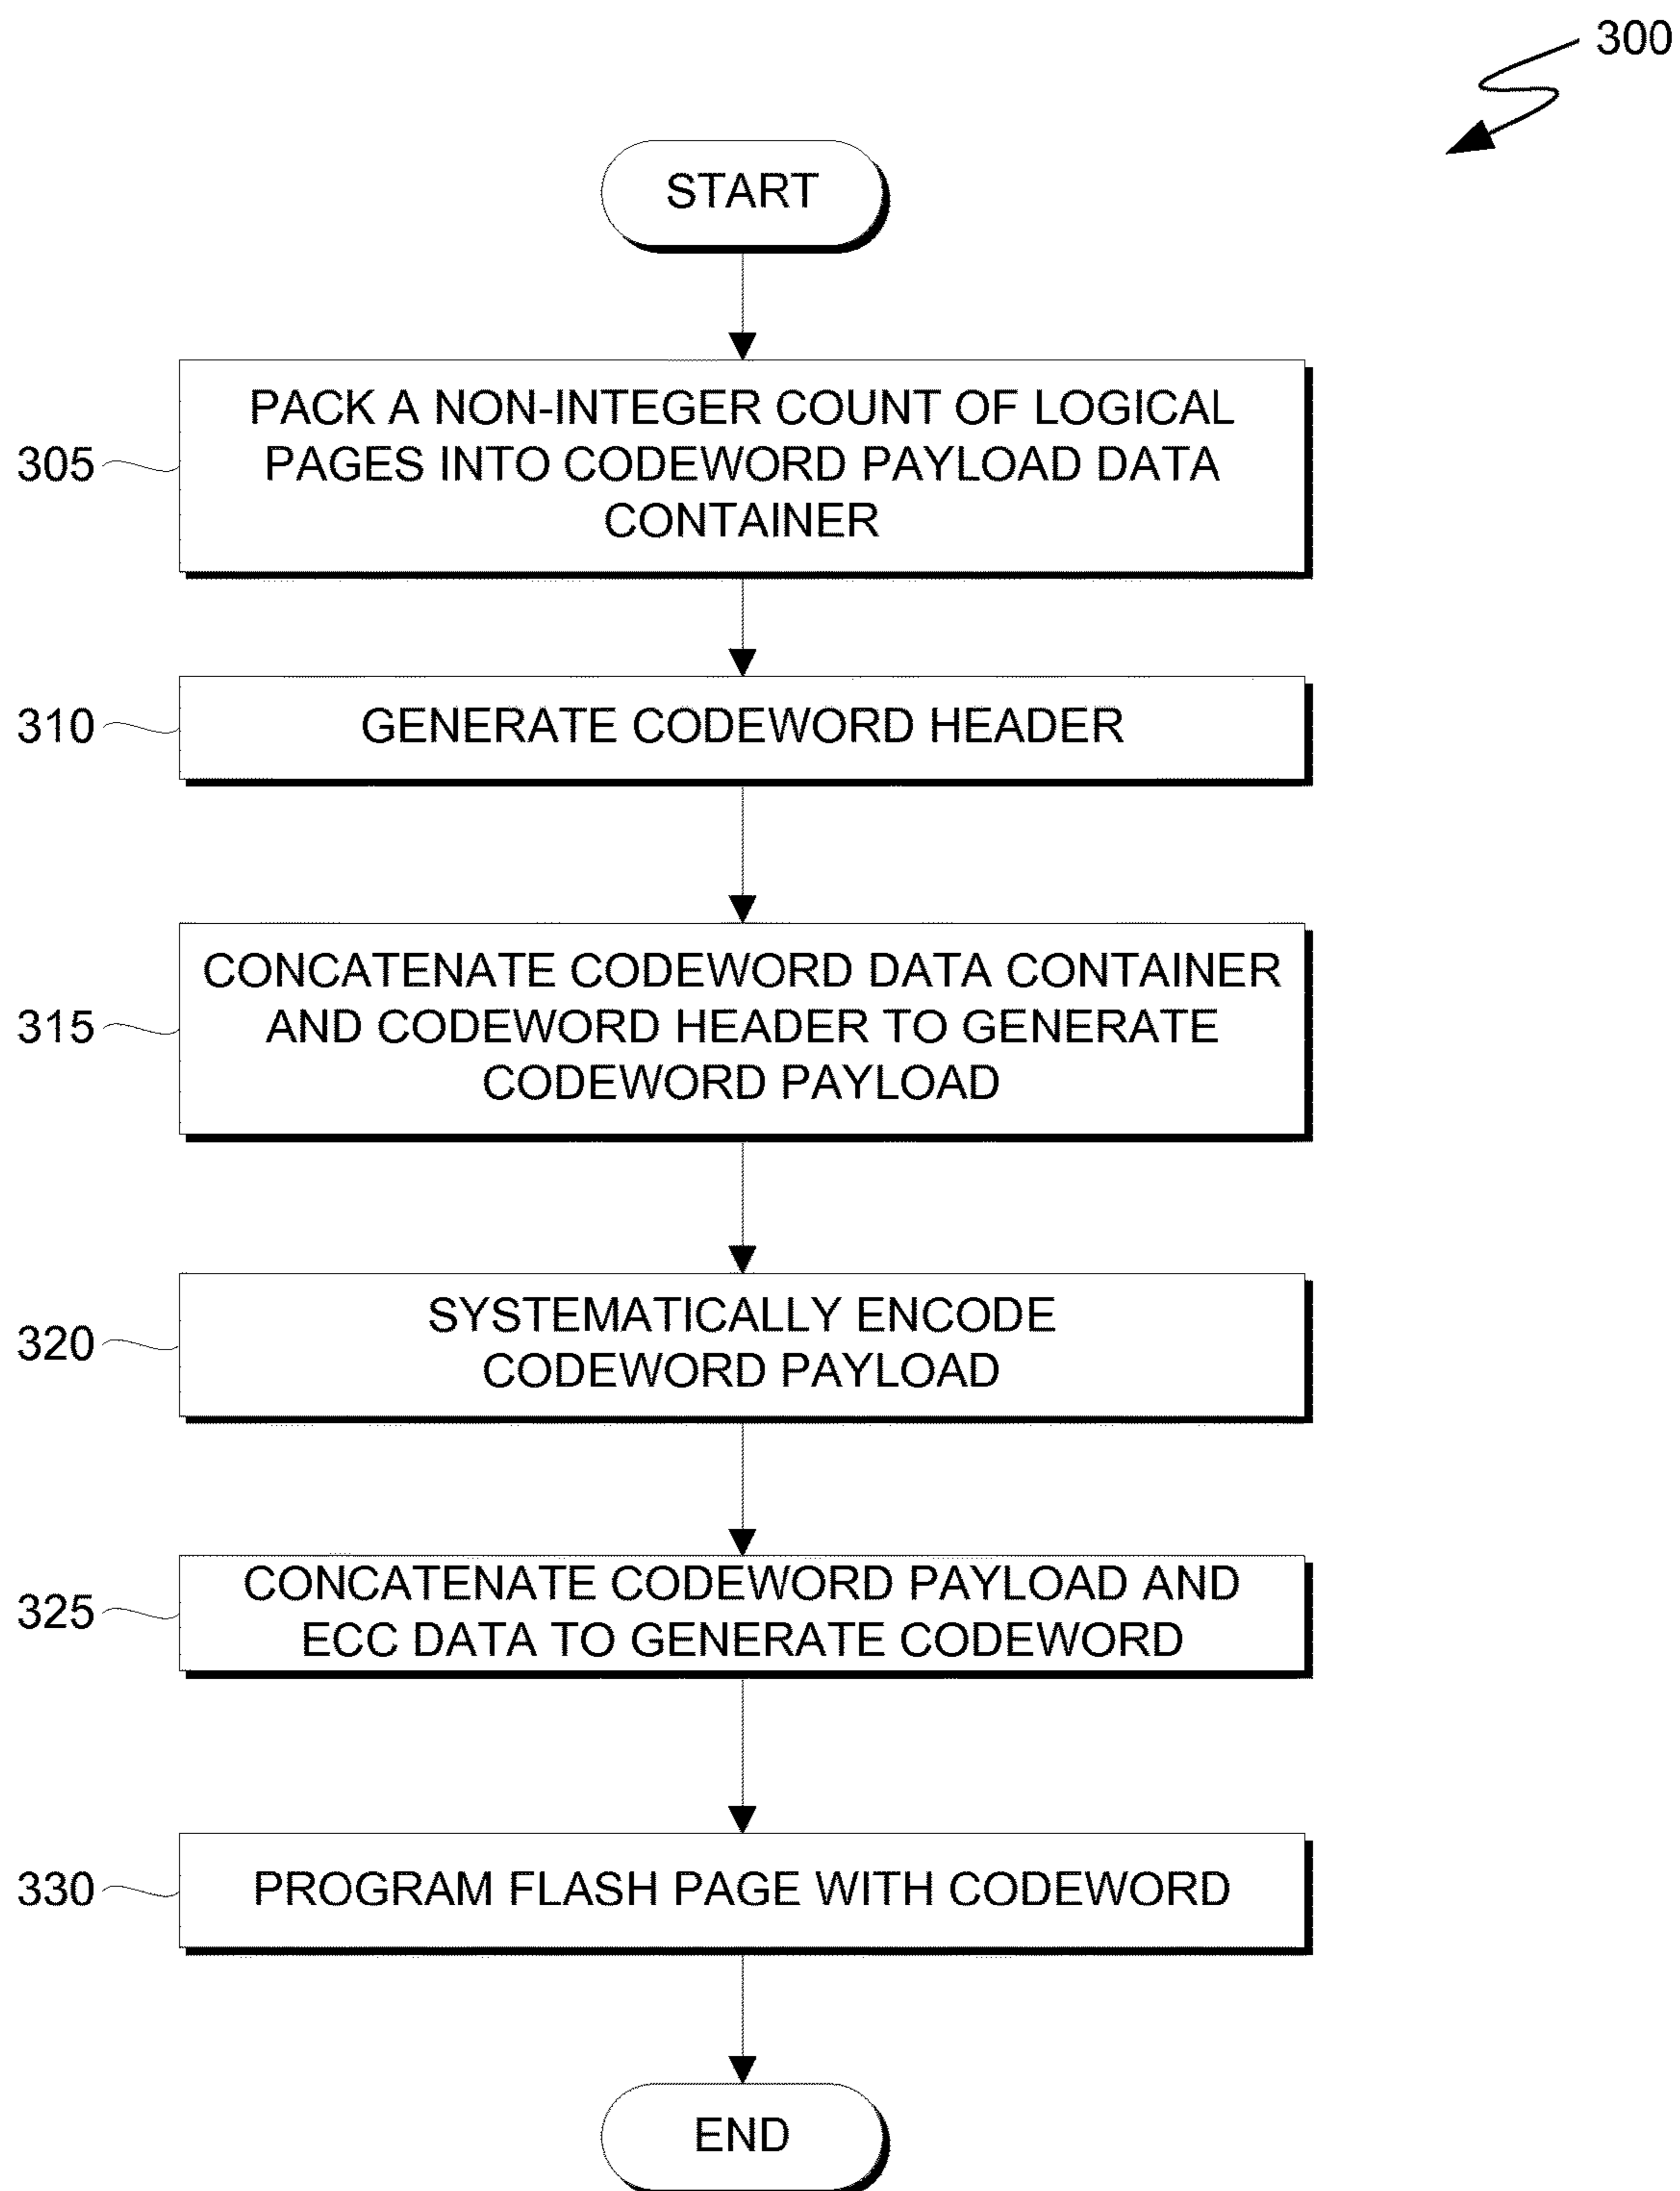 300
START
305
PACK A NON-INTEGER COUNT OF LOGICAL
PAGES INTO CODEWORD PAYLOAD DATA
CONTAINER
310
GENERATE CODEWORD HEADER
315
CONCATENATE CODEWORD DATA CONTAINER
AND CODEWORD HEADER TO GENERATE
CODEWORD PAYLOAD
320
SYSTEMATICALLY ENCODE
CODEWORD PAYLOAD
325
CONCATENATE CODEWORD PAYLOAD AND
ECC DATA TO GENERATE CODEWORD
330
PROGRAM FLASH PAGE WITH CODEWORD
END